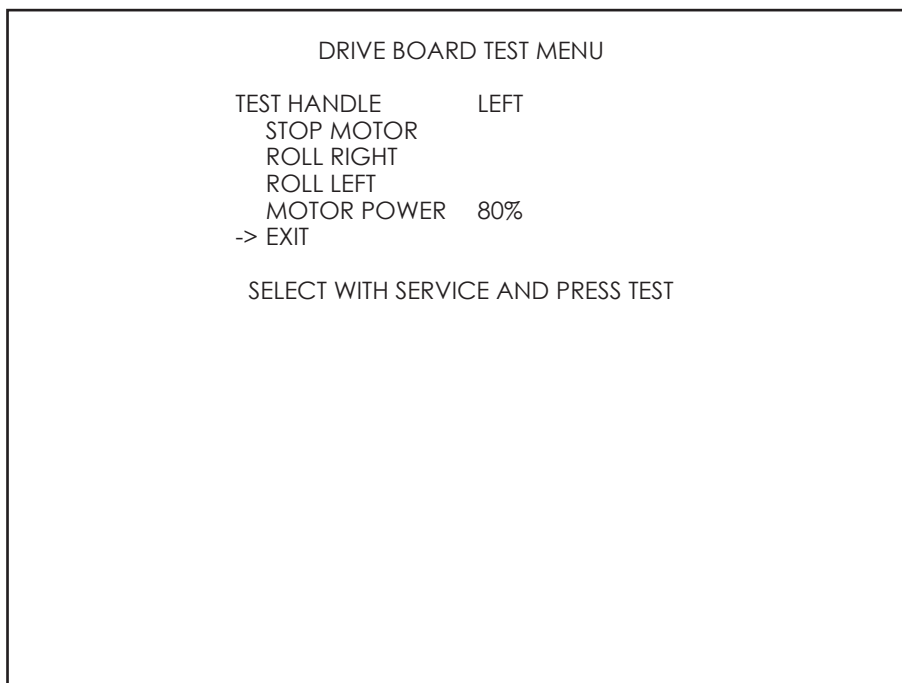 DRIVE BOARD TEST MENU
TEST HANDLE LEFT
STOP MOTOR
ROLL RIGHT
ROLL LEFT
MOTOR POWER 80%
-> EXIT
SELECT WITH SERVICE AND PRESS TEST